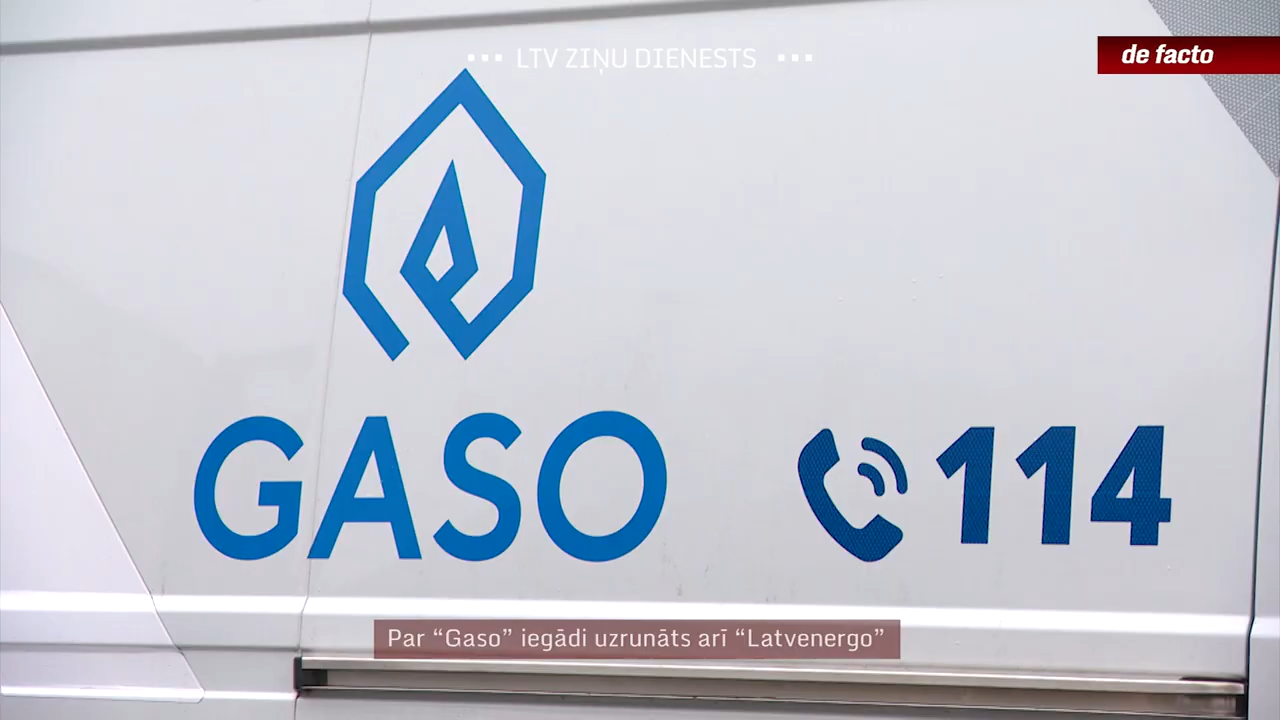 LTV ZIŅU DIENESTS
de facto
GASO
114
Par “Gaso” iegādi uzrunāts arī “Latvenergo”